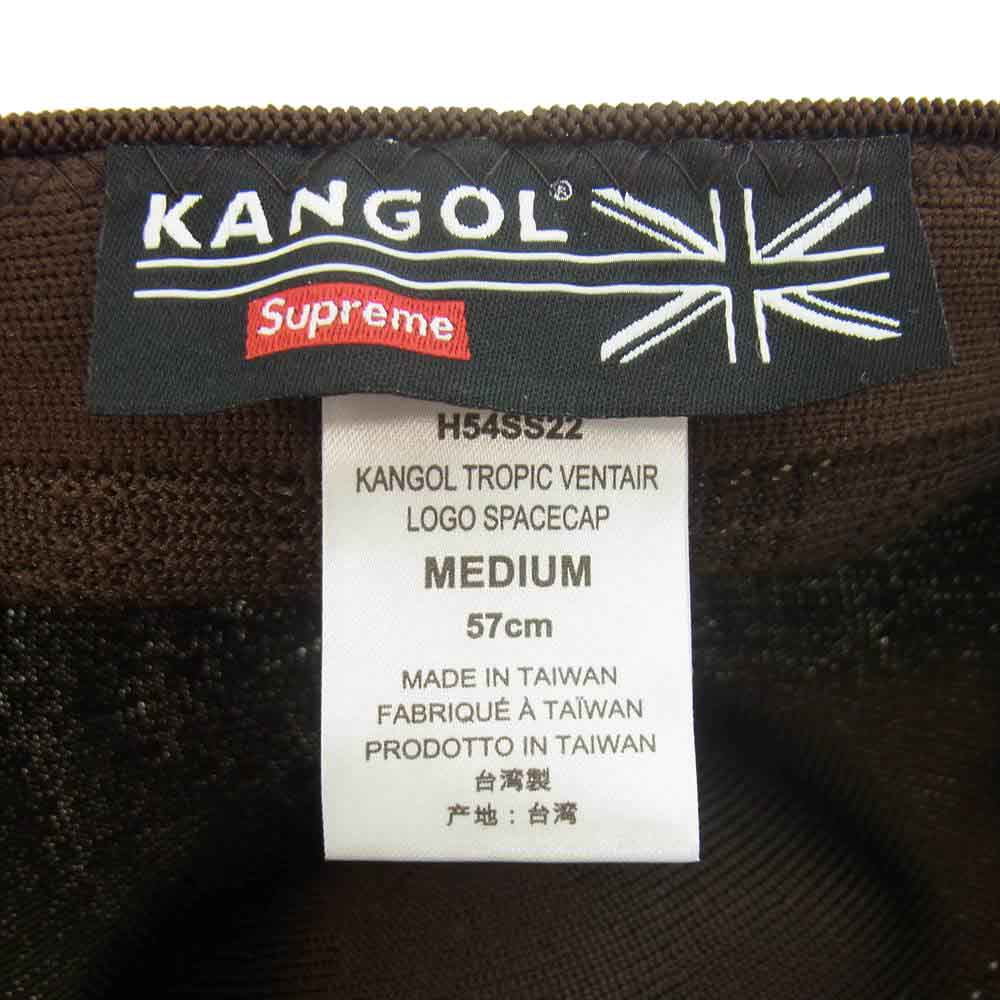 KANGOL®
Supreme
H54SS22
KANGOL TROPIC VENTAIR
LOGO SPACECAP
MEDIUM
57cm
MADE IN TAIWAN
FABRIQUÉ À TAÏWAN
PRODOTTO IN TAIWAN
台湾製
产地：台湾